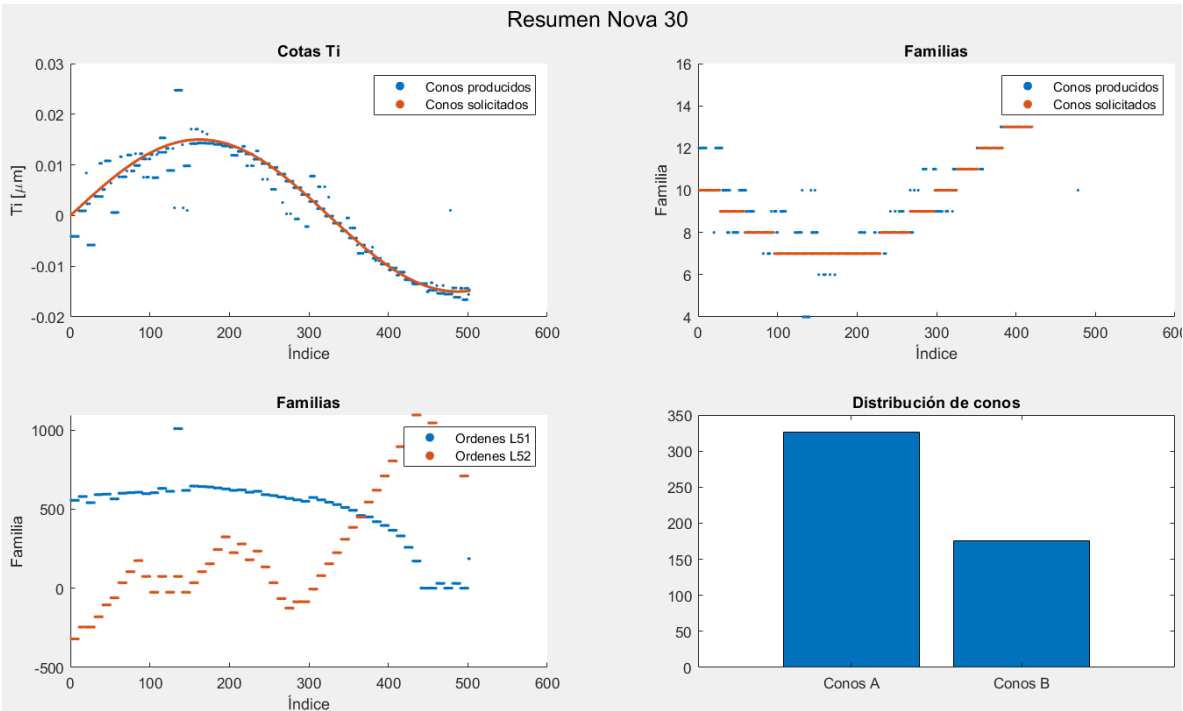 Resumen Nova 30
Cotas Ti
0.03
0.02
0.01
0
-0.01
-0.02
Ti [μm]
0
100
200
300
400
500
600
Índice
Conos producidos
Conos solicitados
Familias
16
14
12
10
8
6
4
Familia
0
100
200
300
400
500
600
Índice
Conos producidos
Conos solicitados
Familias
1000
500
0
-500
Familia
0
100
200
300
400
500
600
Índice
Ordenes L51
Ordenes L52
Distribución de conos
350
300
250
200
150
100
50
0
Conos A
Conos B